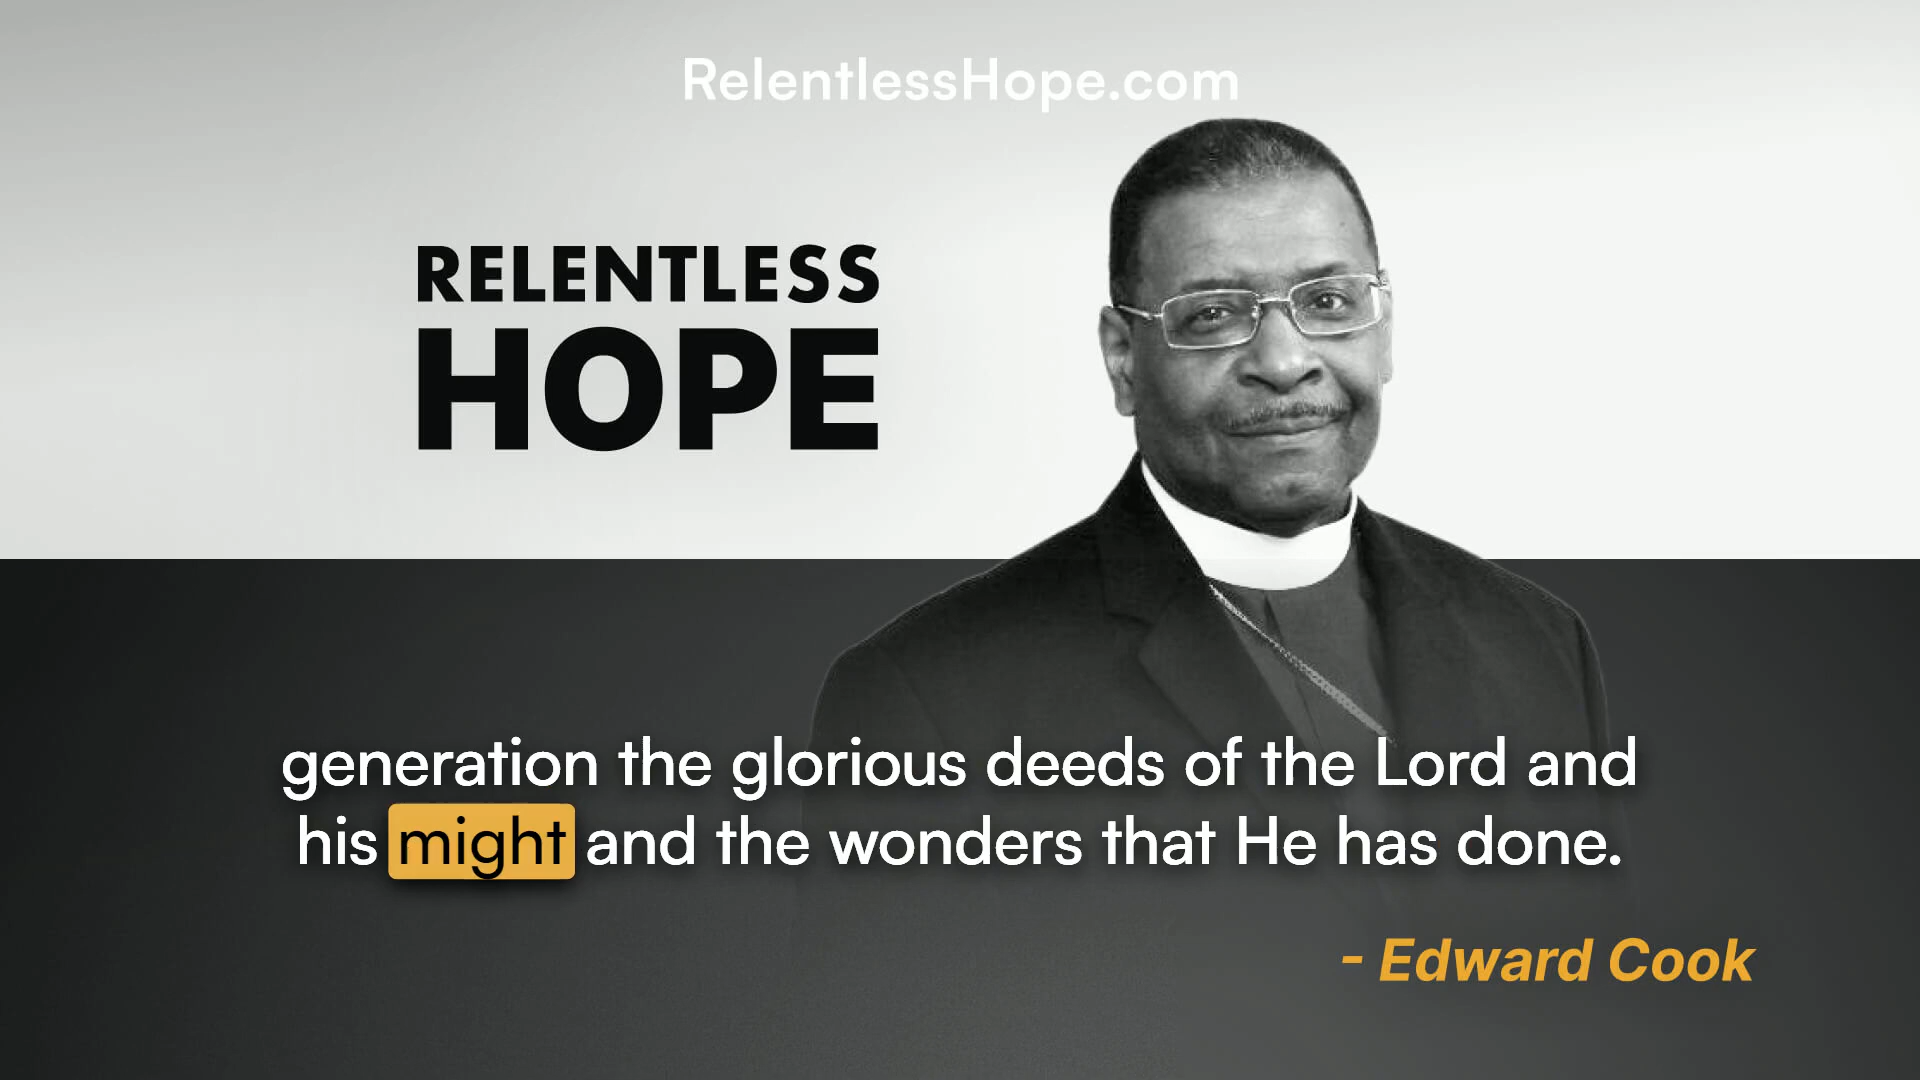 RelentlessHope.com
RELENTLESS
HOPE
generation the glorious deeds of the Lord and
his might and the wonders that He has done.
- Edward Cook